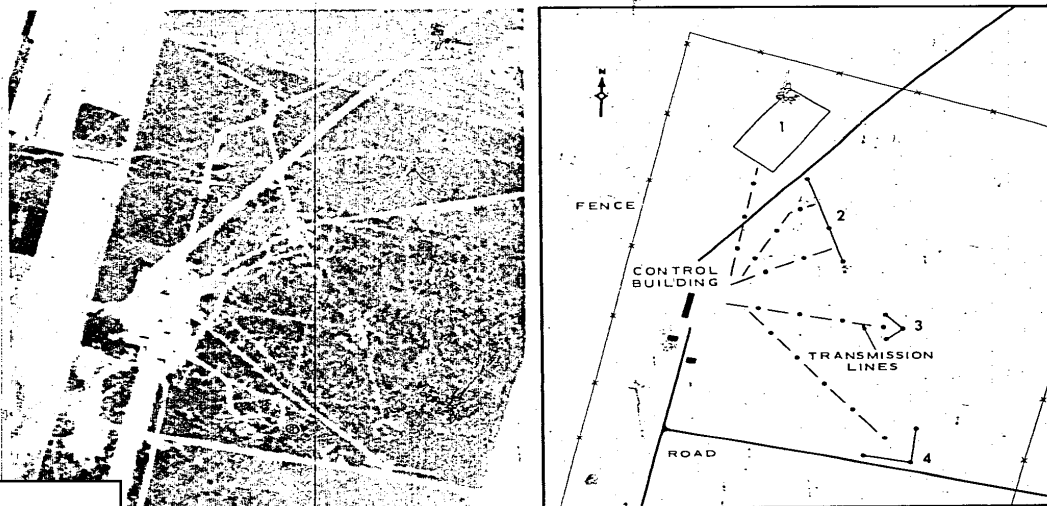 N
1
FENCE
2
CONTROL
BUILDING
3
TRANSMISSION
LINES
ROAD
4